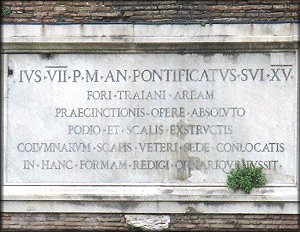 IVS·VII·P·M·AN·PONTIFICATVS·SVI·XV
FORI·TRAIANI·AREAM
PRAECINCTIONIS·OPERE·ABSOLVTO
PODIO·ET·SCALIS·EXSTRVCTIS
COLVMNARVM·SCAPIS·VETERI·SEDE·CONLOCATIS
IN·HANC·FORMAM·REDIGI·ORNARIQVE·IVSSIT